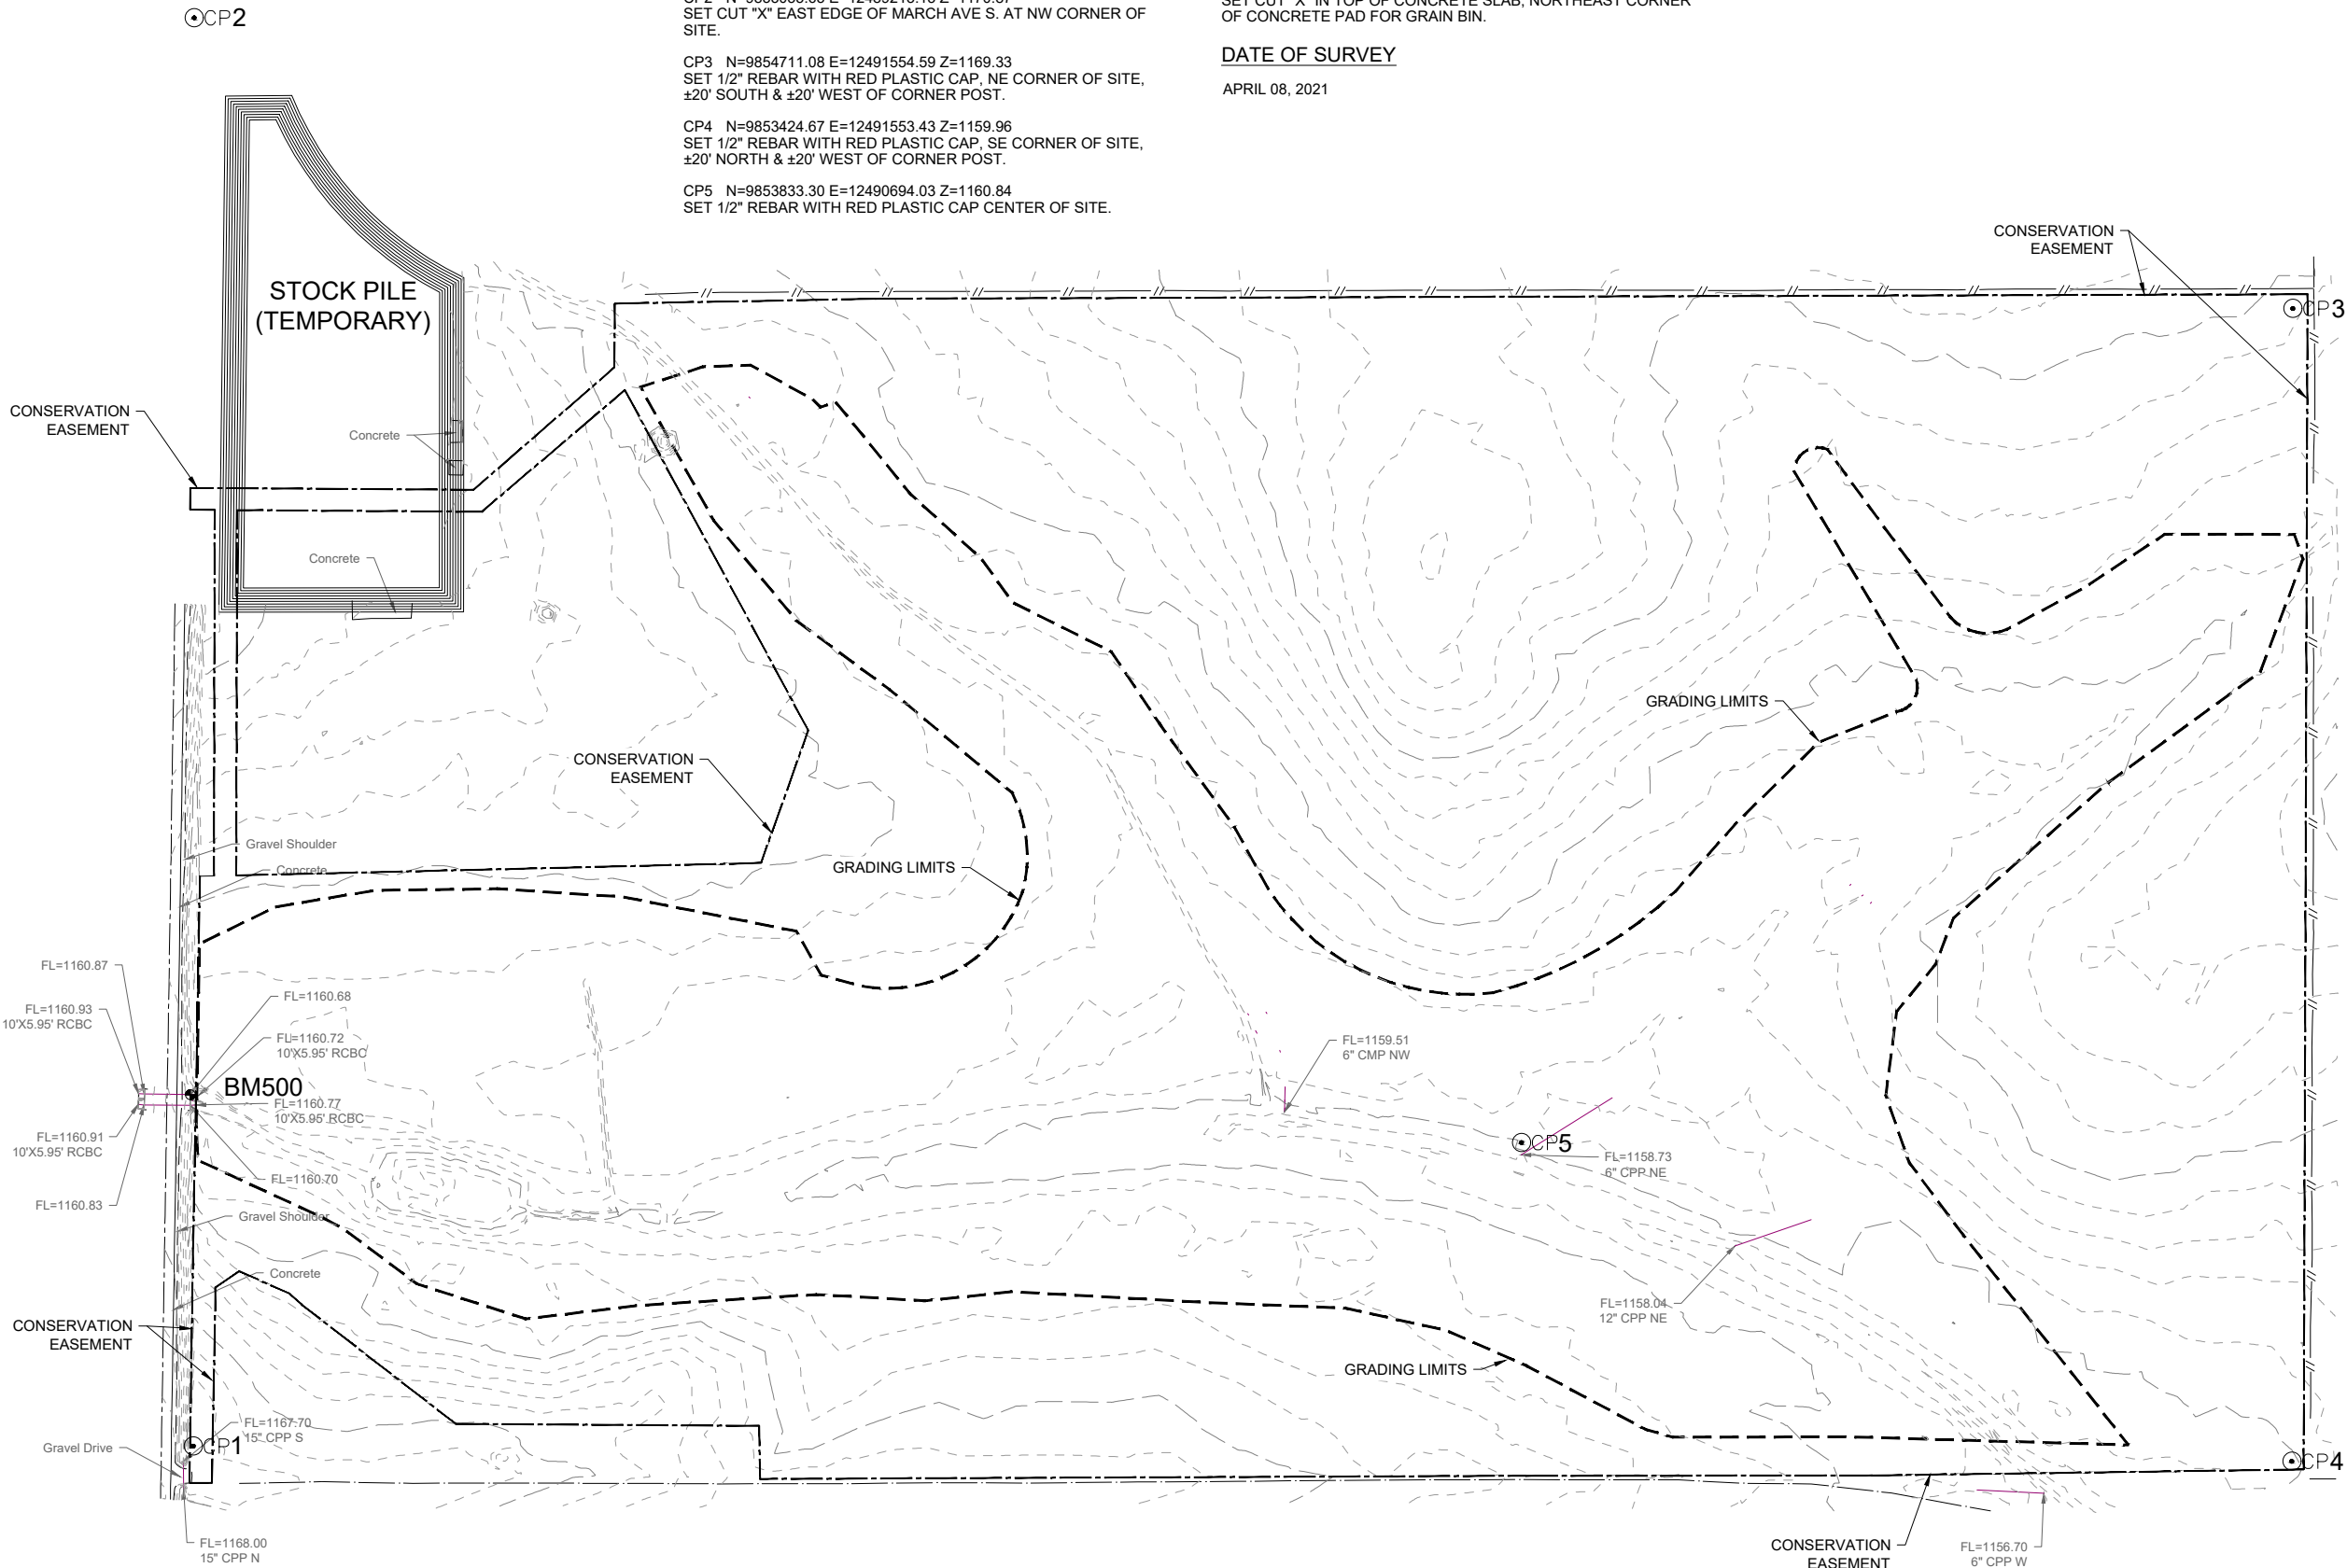 CP2
SET CUT "X" EAST EDGE OF MARCH AVE S. AT NW CORNER OF
SITE.
CP3 N=9854711.08 E=12491554.59 Z=1169.33
SET 1/2" REBAR WITH RED PLASTIC CAP, NE CORNER OF SITE,
±20' SOUTH & ±20' WEST OF CORNER POST.
CP4 N=9853424.67 E=12491553.43 Z=1159.96
SET 1/2" REBAR WITH RED PLASTIC CAP, SE CORNER OF SITE,
±20' NORTH & ±20' WEST OF CORNER POST.
CP5 N=9853833.30 E=12490694.03 Z=1160.84
SET 1/2" REBAR WITH RED PLASTIC CAP CENTER OF SITE.
SET CUT "X" IN TOP OF CONCRETE SLAB, NORTHEAST CORNER
OF CONCRETE PAD FOR GRAIN BIN.
DATE OF SURVEY
APRIL 08, 2021
CONSERVATION
EASEMENT
STOCK PILE
(TEMPORARY)
CP3
CONSERVATION
EASEMENT
Concrete
Concrete
GRADING LIMITS
CONSERVATION
EASEMENT
Gravel Shoulder
Concrete
GRADING LIMITS
FL=1160.87
FL=1160.93
10'X5.95' RCBC
FL=1160.68
FL=1160.72
10'X5.95' RCBC
BM500
FL=1160.77
10'X5.95' RCBC
FL=1160.91
10'X5.95' RCBC
FL=1160.70
FL=1160.83
Gravel Shoulder
FL=1159.51
6" CMP NW
CP5
FL=1158.73
6" CPP NE
Concrete
FL=1158.04
12" CPP NE
CONSERVATION
EASEMENT
GRADING LIMITS
FL=1167.70
15" CPP S
CP1
Gravel Drive
CP4
FL=1168.00
15" CPP N
CONSERVATION
EASEMENT
FL=1156.70
6" CPP W